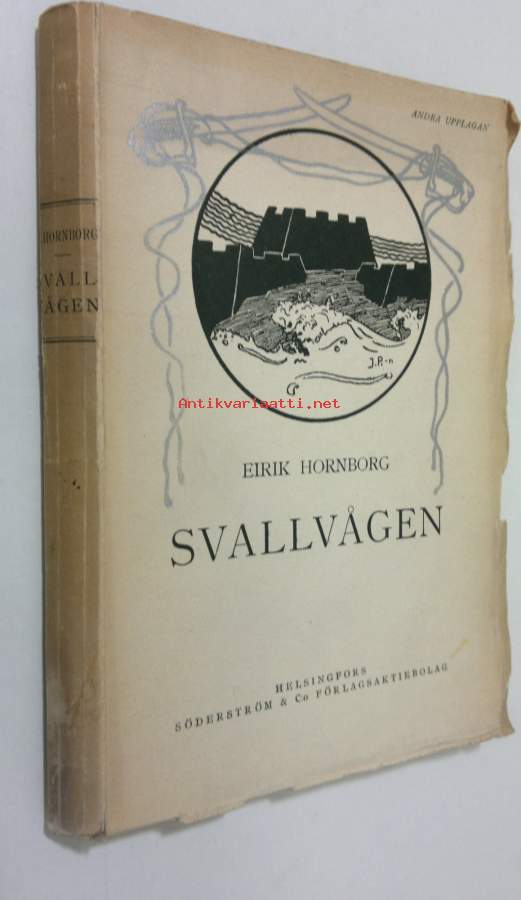 ANDRA UPPLAGAN
HORNBORG
SVALL
VÅGEN
J.P.-n
Antikvariaatti.net
EIRIK HORNBORG
SVALLVÅGEN
HELSINGFORS
SÖDERSTRÖM & Co FÖRLAGSAKTIEBOLAG